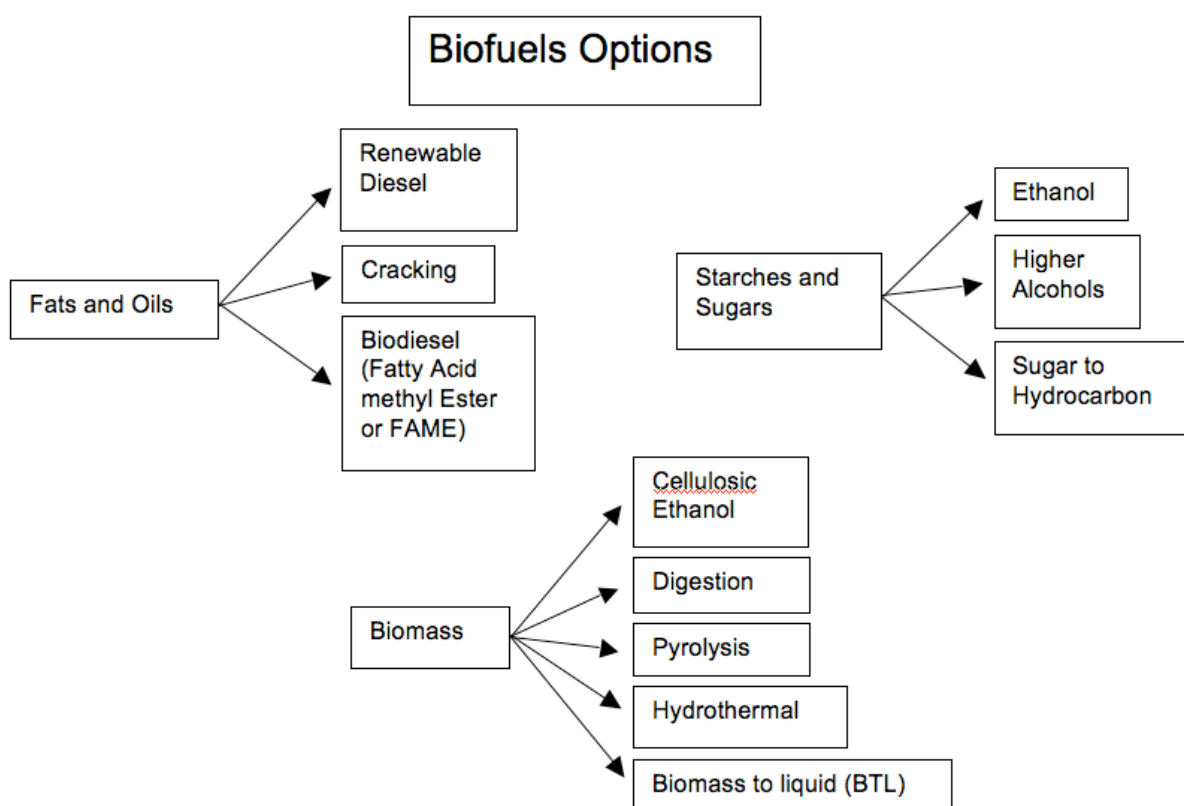 Biofuels Options
Renewable
Diesel
Cracking
Fats and Oils
Biodiesel
(Fatty Acid
methyl Ester
or FAME)
Starches and
Sugars
Ethanol
Higher
Alcohols
Sugar to
Hydrocarbon
Biomass
Cellulosic
Ethanol
Digestion
Pyrolysis
Hydrothermal
Biomass to liquid (BTL)